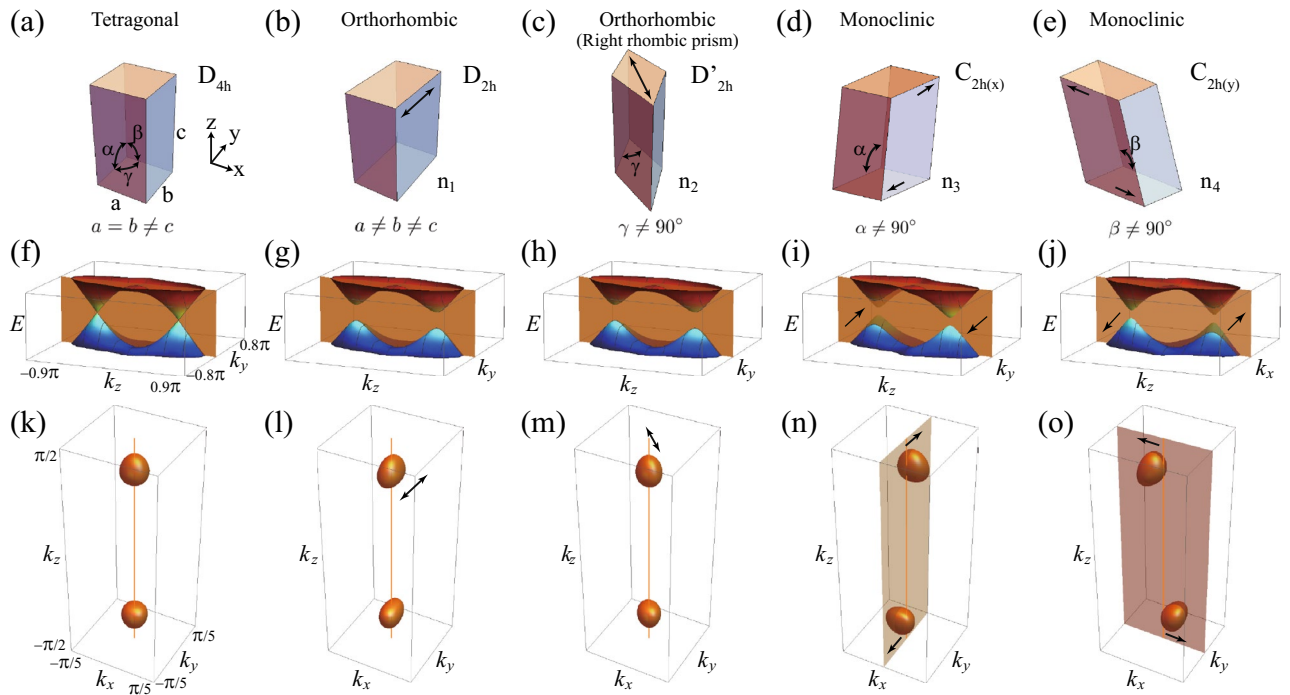 (a) Tetragonal
D4h
α β γ
a b c
z y x
a = b ≠ c
(b) Orthorhombic
D2h
n1
a ≠ b ≠ c
(c) Orthorhombic
(Right rhombic prism)
D'2h
γ
n2
γ ≠ 90°
(d) Monoclinic
C2h(x)
α
n3
α ≠ 90°
(e) Monoclinic
C2h(y)
β
n4
β ≠ 90°
(f)
E
−0.9π
kz
0.9π
−0.8π
ky
0.8π
(g)
kz
ky
(h)
kz
ky
(i)
E
kz
ky
(j)
E
kz
kx
(k)
π/2
kz
−π/2
−π/5
kx
π/5
−π/5
ky
π/5
(l)
kz
kx
ky
(m)
kz
kx
ky
(n)
kz
kx
ky
(o)
kz
kx
ky